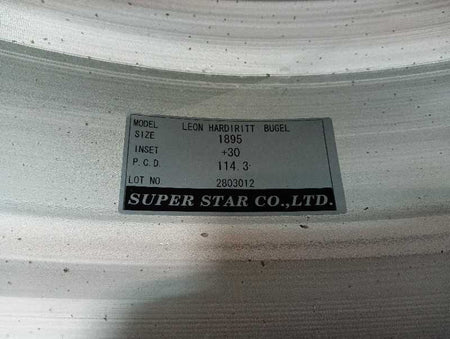 MODEL LEON HARDIRITT BUGEL
SIZE 1895
INSET +30
P.C.D. 114.3
LOT NO 2803012
SUPER STAR CO.,LTD.